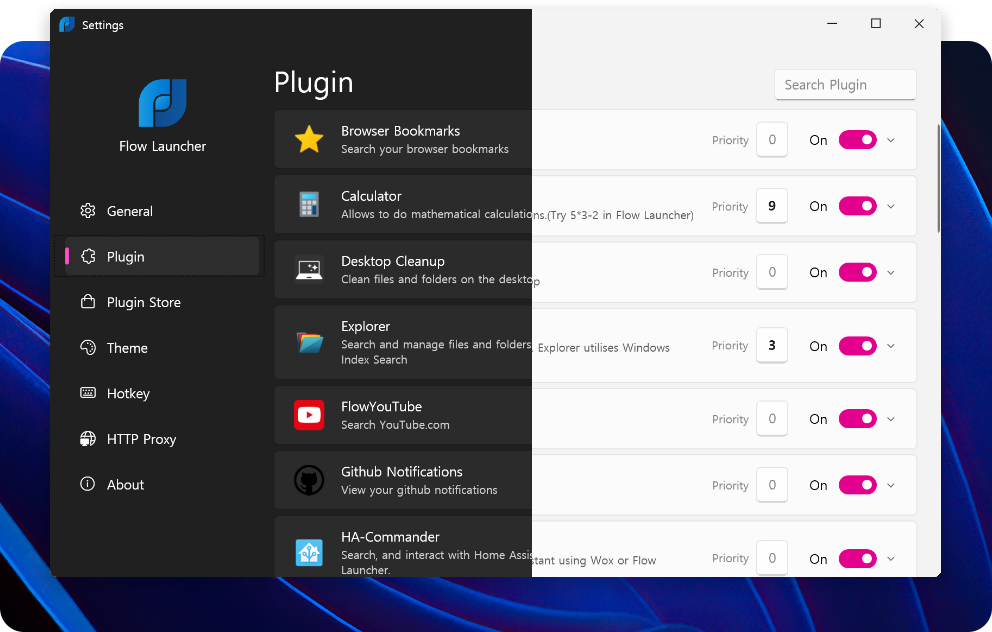 Settings
Flow Launcher
General
Plugin
Plugin Store
Theme
Hotkey
HTTP Proxy
About
Plugin
Search Plugin
Browser Bookmarks
Search your browser bookmarks
Priority 0 On
Calculator
Allows to do mathematical calculations.(Try 5*3-2 in Flow Launcher)
Priority 9 On
Desktop Cleanup
Clean files and folders on the desktop
Priority 0 On
Explorer
Search and manage files and folders. Explorer utilises Windows
Index Search
Priority 3 On
FlowYouTube
Search YouTube.com
Priority 0 On
Github Notifications
View your github notifications
Priority 0 On
HA-Commander
Search, and interact with Home Assistant using Wox or Flow
Launcher.
Priority 0 On